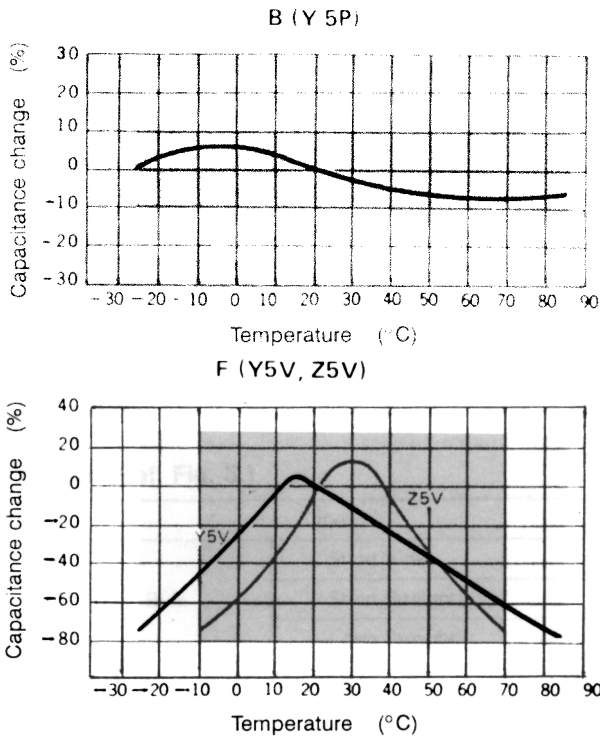 B (Y 5P)
Capacitance change (%)
30
20
10
0
-10
-20
-30
-30 -20 -10 0 10 20 30 40 50 60 70 80 90
Temperature (°C)
F (Y5V, Z5V)
Capacitance change (%)
40
20
0
-20
-40
-60
-80
Y5V
Z5V
-30 -20 -10 0 10 20 30 40 50 60 70 80 90
Temperature (°C)